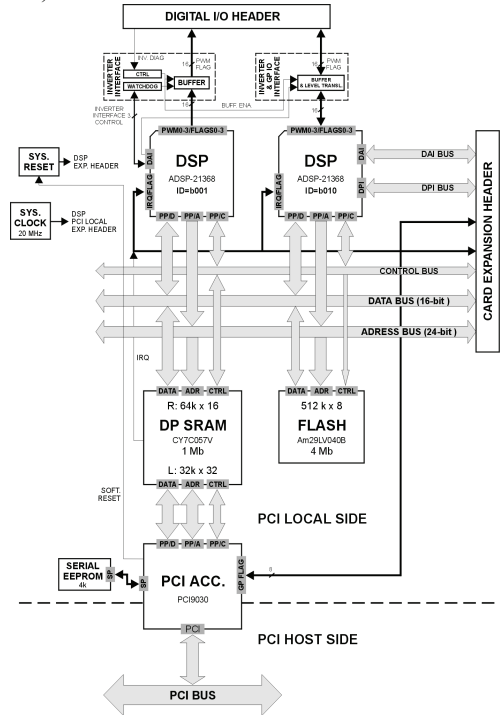 DIGITAL I/O HEADER
INV. DIAG
16
PWM
FLAG
16
PWM
FLAG
INVERTER
INTERFACE
CTRL
WATCHDOG
BUFFER
INVERTER
& GP IO
INTERFACE
BUFFER
& LEVEL TRANSL.
16
BUFF. ENA.
16
INVERTER
INTERFACE
CONTROL
3
PWM0-3/FLAGS0-3
PWM0-3/FLAGS0-3
SYS.
RESET
DSP
EXP. HEADER
DAI
DSP
ADSP-21368
ID=b001
IRQ/FLAG
DSP
ADSP-21368
ID=b010
IRQ/FLAG
DAI
DPI
DAI BUS
DPI BUS
SYS.
CLOCK
20 MHz
DSP
PCI LOCAL
EXP. HEADER
PP/D
PP/A
PP/C
PP/D
PP/A
PP/C
CARD EXPANSION HEADER
CONTROL BUS
DATA BUS (16-bit )
ADRESS BUS (24-bit )
IRQ
DATA
ADR
CTRL
DATA
ADR
CTRL
R: 64k x 16
DP SRAM
CY7C057V
1 Mb
L: 32k x 32
512 k x 8
FLASH
Am29LV040B
4 Mb
DATA
ADR
CTRL
SOFT.
RESET
PCI LOCAL SIDE
PP/D
PP/A
PP/C
SERIAL
EEPROM
4k
SP
SP
PCI ACC.
PCI9030
GP FLAG
8
PCI
PCI HOST SIDE
PCI BUS